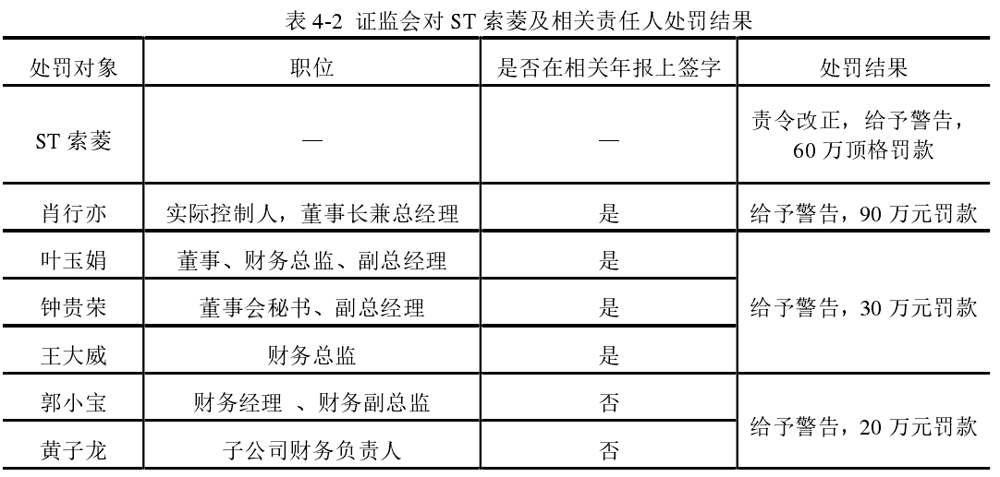 表 4-2 证监会对 ST 索菱及相关责任人处罚结果
处罚对象 职位 是否在相关年报上签字 处罚结果
ST 索菱 — — 责令改正，给予警告，
60 万顶格罚款
肖行亦 实际控制人，董事长兼总经理 是 给予警告，90 万元罚款
叶玉娟 董事、财务总监、副总经理 是
钟贵荣 董事会秘书、副总经理 是 给予警告，30 万元罚款
王大威 财务总监 是
郭小宝 财务经理 、财务副总监 否
给予警告，20 万元罚款
黄子龙 子公司财务负责人 否